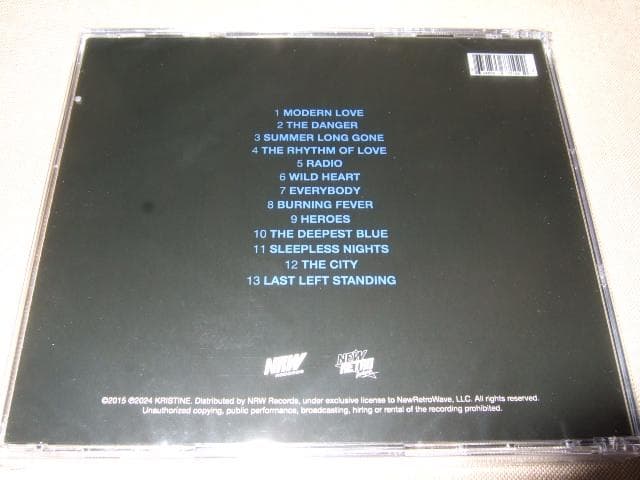 1 MODERN LOVE
2 THE DANGER
3 SUMMER LONG GONE
4 THE RHYTHM OF LOVE
5 RADIO
6 WILD HEART
7 EVERYBODY
8 BURNING FEVER
9 HEROES
10 THE DEEPEST BLUE
11 SLEEPLESS NIGHTS
12 THE CITY
13 LAST LEFT STANDING
NRW
RECORDS
NEW
RETRO
©2015 ℗2024 KRISTINE. Distributed by NRW Records, under exclusive license to NewRetroWave, LLC. All rights reserved.
Unauthorized copying, public performance, broadcasting, hiring or rental of the recording prohibited.